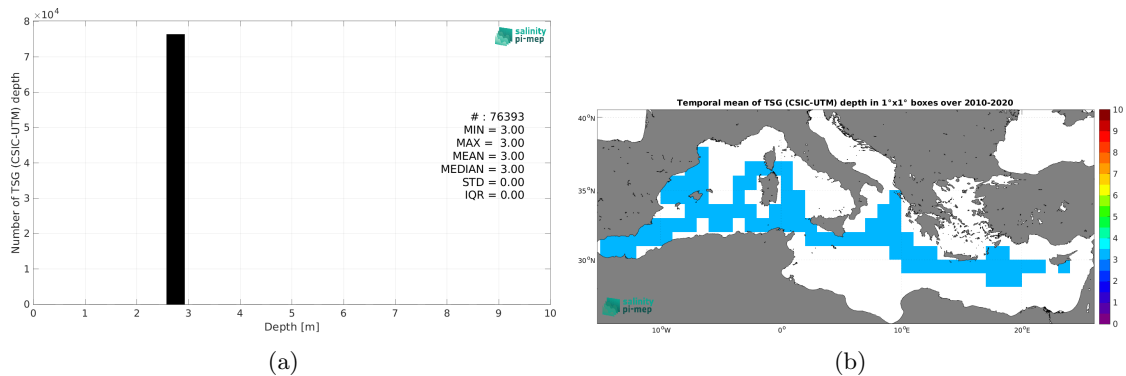 ×10⁴
8
7
6
5
4
3
2
1
0
Number of TSG (CSIC-UTM) depth
salinity
pi-mep
# : 76393
MIN = 3.00
MAX = 3.00
MEAN = 3.00
MEDIAN = 3.00
STD = 0.00
IQR = 0.00
0 1 2 3 4 5 6 7 8 9 10
Depth [m]
(a)
Temporal mean of TSG (CSIC-UTM) depth in 1°x1° boxes over 2010-2020
40°N
35°N
30°N
10°W 0° 10°E 20°E
salinity
pi-mep
10
9
8
7
6
5
4
3
2
1
0
(b)